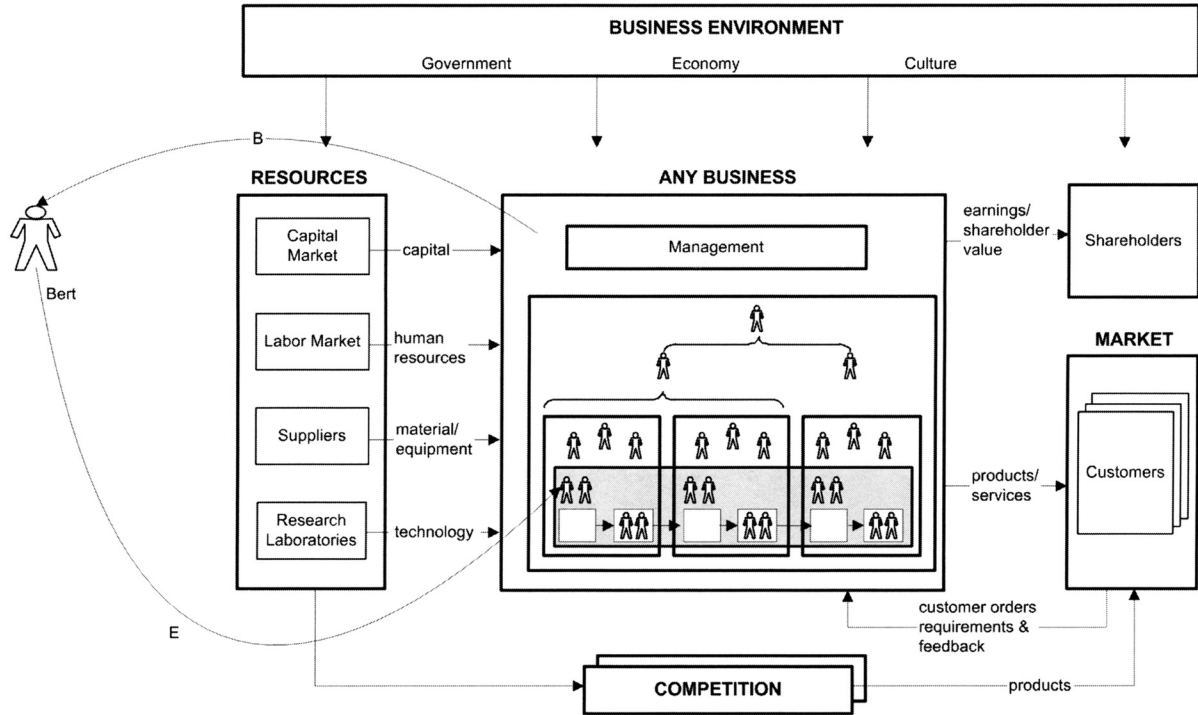 BUSINESS ENVIRONMENT
Government
Economy
Culture
B
RESOURCES
ANY BUSINESS
Capital
Market
capital
Management
earnings/
shareholder
value
Shareholders
Bert
Labor Market
human
resources
MARKET
Suppliers
material/
equipment
Customers
products/
services
Research
Laboratories
technology
E
customer orders
requirements &
feedback
COMPETITION
products